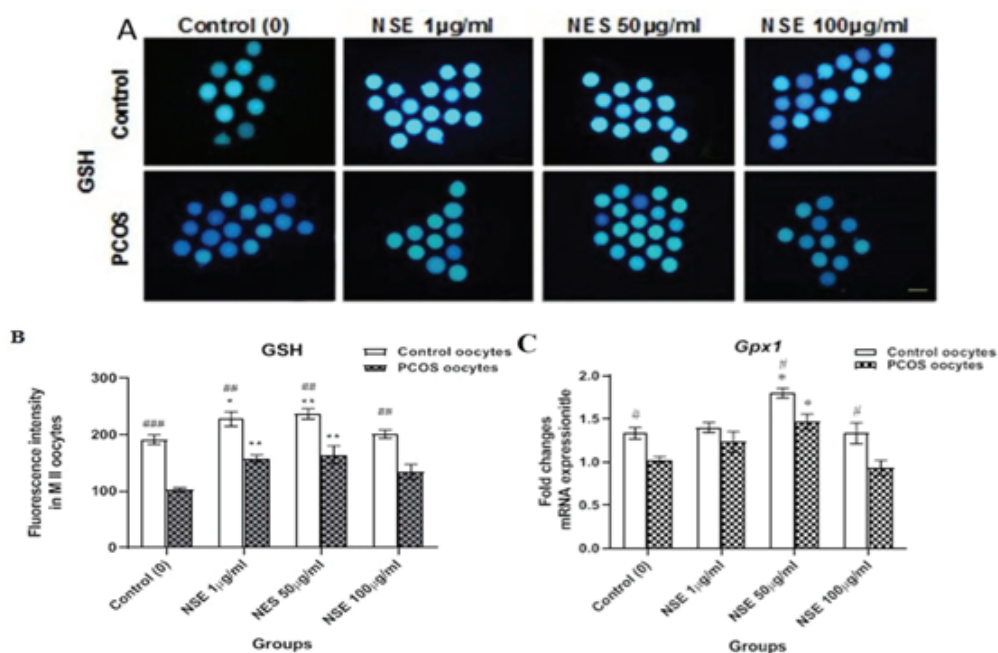 A
Control (0) NSE 1µg/ml NES 50µg/ml NSE 100µg/ml
GSH
Control
PCOS
B
GSH
Control oocytes
PCOS oocytes
Fluorescence intensity
in M II oocytes
300
200
100
0
###
##
*
**
##
**
**
##
Control (0)
NSE 1µg/ml
NES 50µg/ml
NSE 100µg/ml
Groups
C
Gpx1
Control oocytes
PCOS oocytes
Fold changes
mRNA expressionitle
2.0
1.5
1.0
0.5
0.0
#
#
*
*
#
Control (0)
NSE 1µg/ml
NSE 50µg/ml
NSE 100µg/ml
Groups